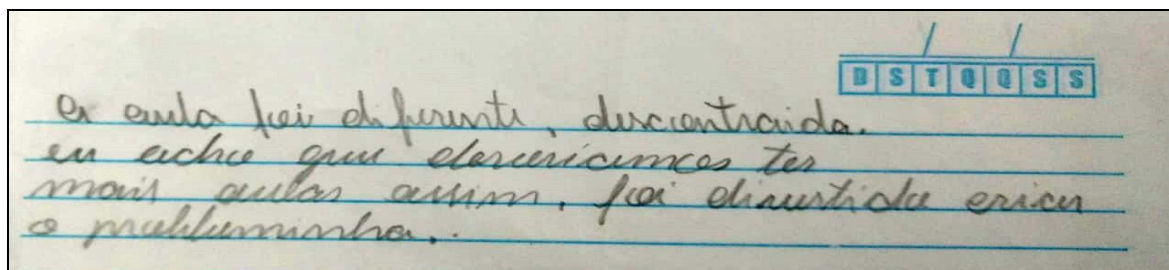 / /
D S T Q Q S S
a aula foi diferente, descontraida.
eu acho que deveriamos ter
mais aulas assim, foi divertido criar
o probleminha..